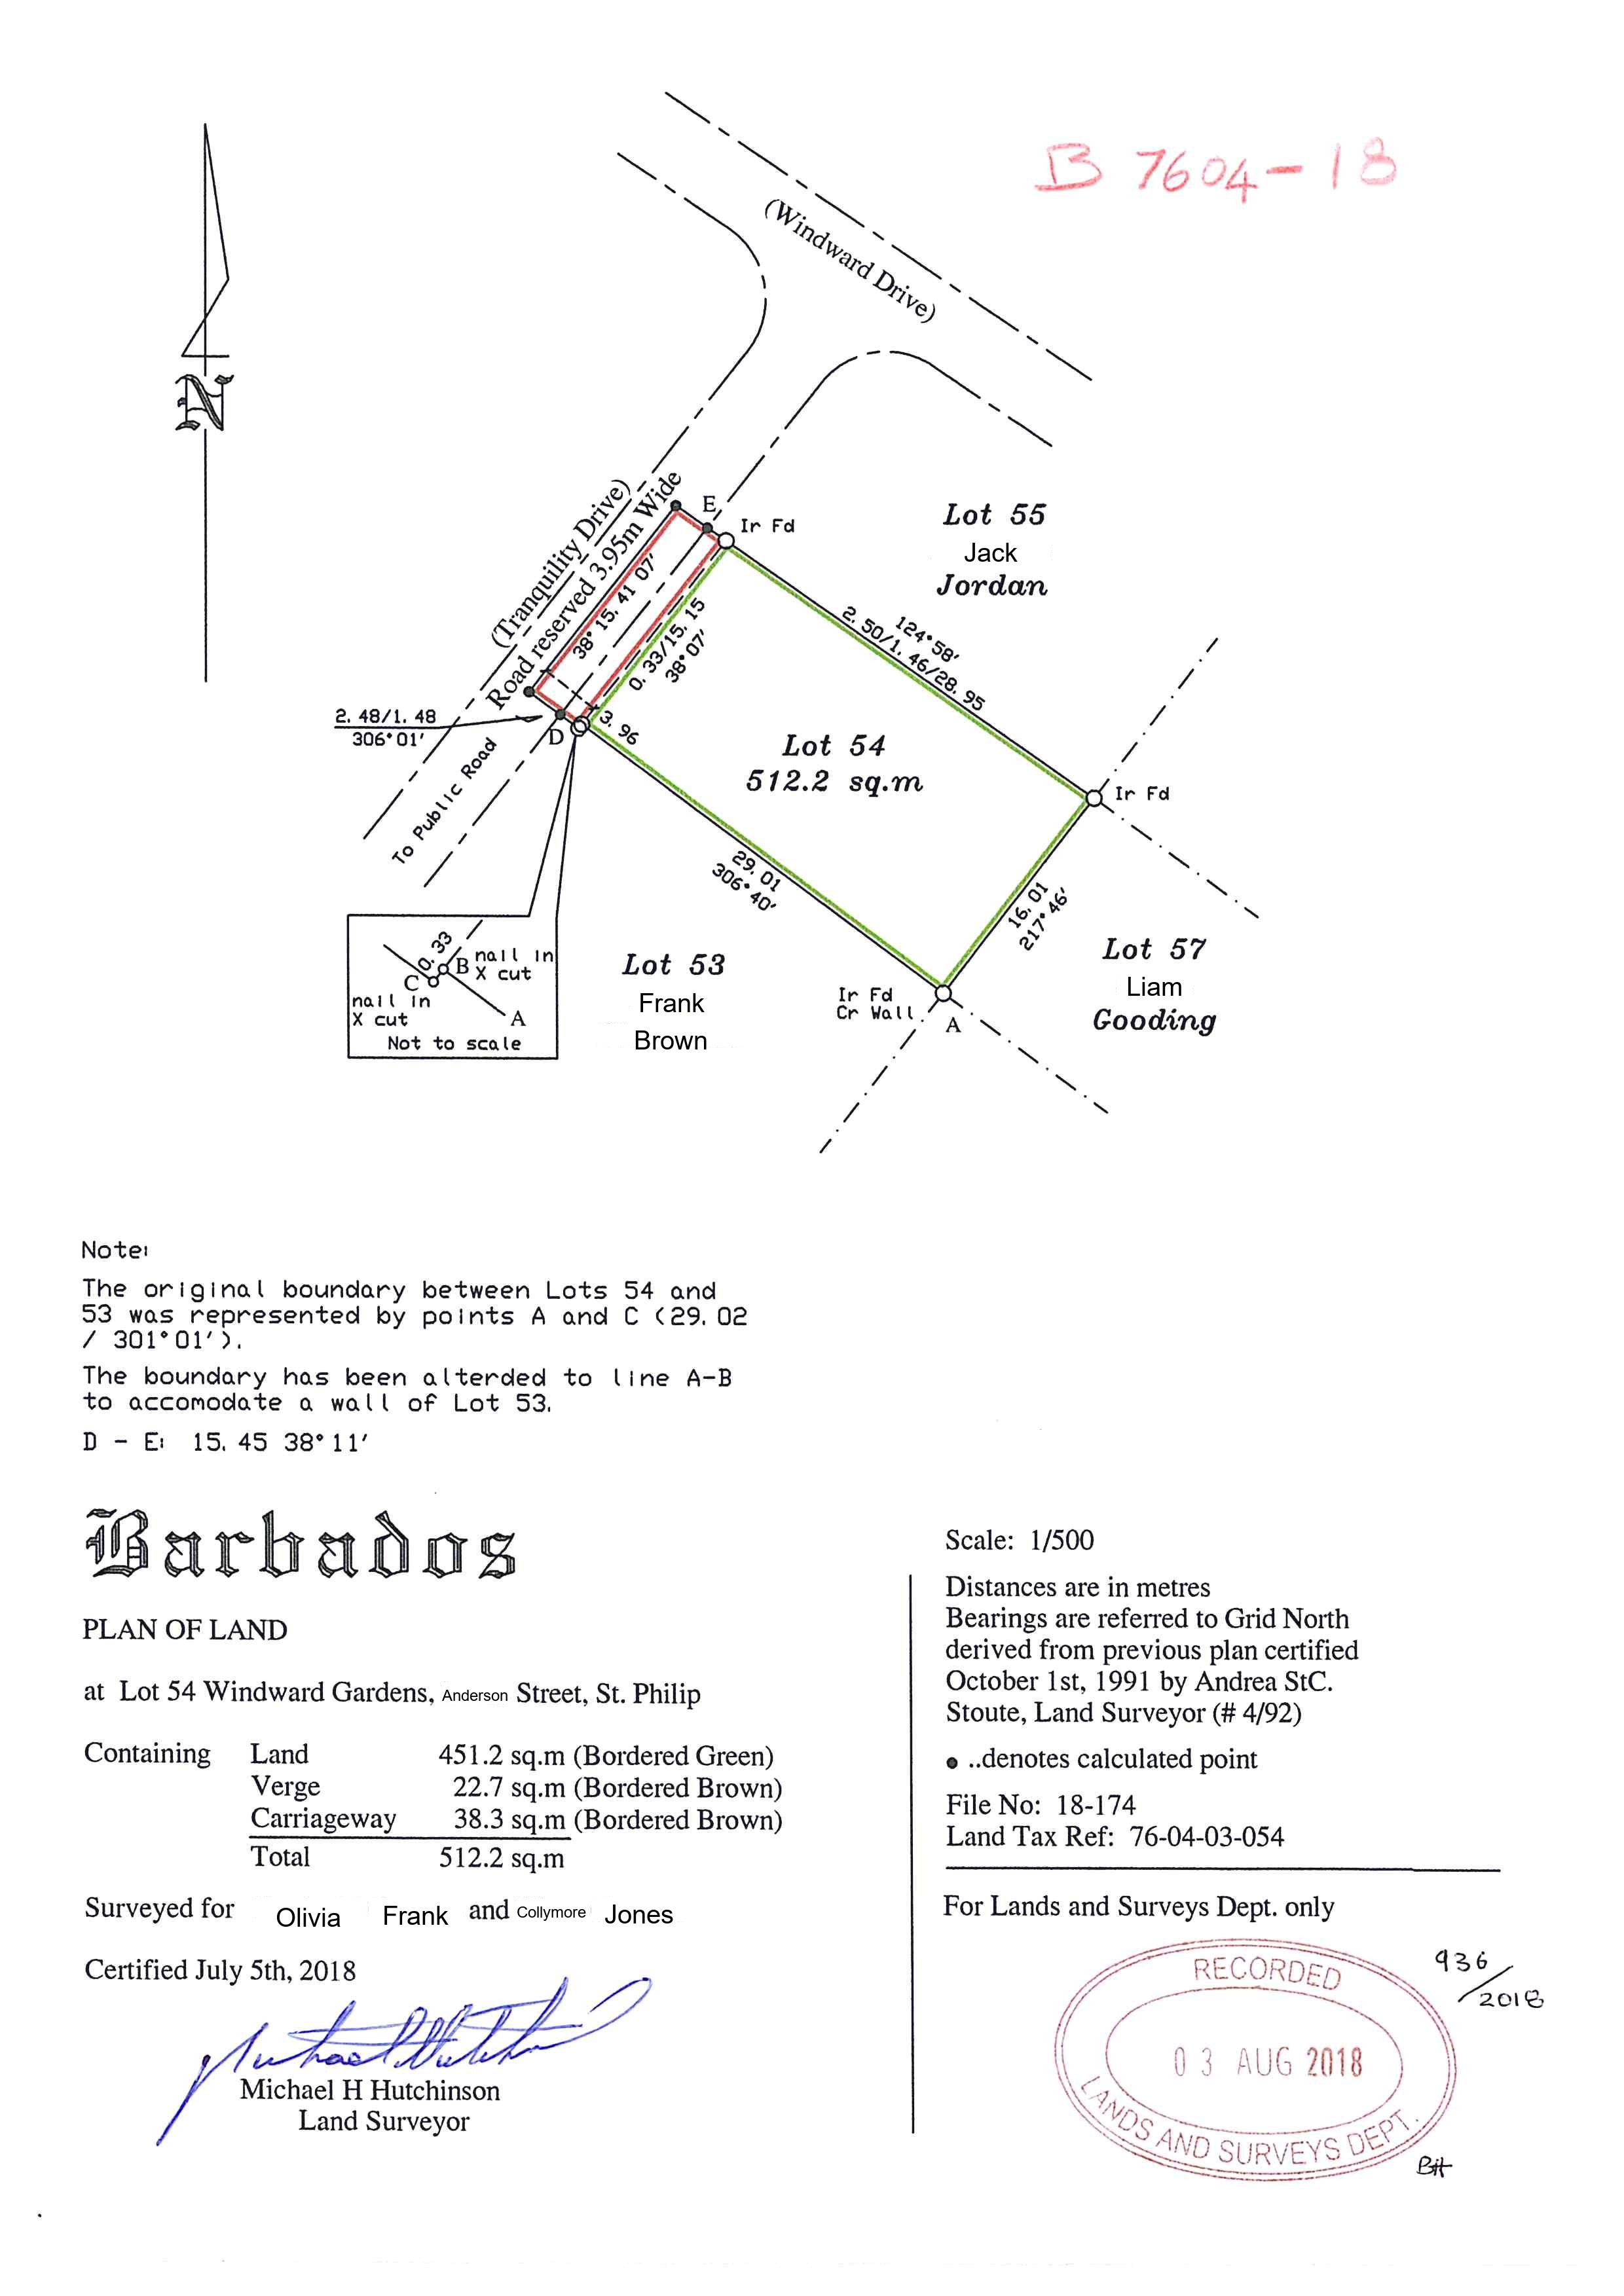 B 7604-18
(Windward Drive)
N
(Tranquility Drive)
Road reserved 3.95m Wide
E
Ir Fd
38° 15.41 07'
0.33/15.15
38°07'
Lot 55
Jack
Jordan
124°58'
2.50/1.46/28.95
2.48/1.48
306°01'
D
3.96
To Public Road
Lot 54
512.2 sq.m
Ir Fd
29.01
306°40'
16.01
217°46'
0.33
B
nail in
X cut
C
nail in
X cut
A
Not to scale
Lot 53
Frank
Brown
Ir Fd
Cr Wall
A
Lot 57
Liam
Gooding
Note:
The original boundary between Lots 54 and
53 was represented by points A and C (29.02
/ 301°01').
The boundary has been alterded to line A-B
to accomodate a wall of Lot 53.
D - E: 15.45 38°11'
Barbados
PLAN OF LAND
at Lot 54 Windward Gardens, Anderson Street, St. Philip
Containing Land 451.2 sq.m (Bordered Green)
Verge 22.7 sq.m (Bordered Brown)
Carriageway 38.3 sq.m (Bordered Brown)
Total 512.2 sq.m
Surveyed for Olivia Frank and Collymore Jones
Certified July 5th, 2018
Michael H Hutchinson
Michael H Hutchinson
Land Surveyor
Scale: 1/500
Distances are in metres
Bearings are referred to Grid North
derived from previous plan certified
October 1st, 1991 by Andrea StC.
Stoute, Land Surveyor (# 4/92)
● ..denotes calculated point
File No: 18-174
Land Tax Ref: 76-04-03-054
For Lands and Surveys Dept. only
936/2018
RECORDED
03 AUG 2018
LANDS AND SURVEYS DEPT.
BH